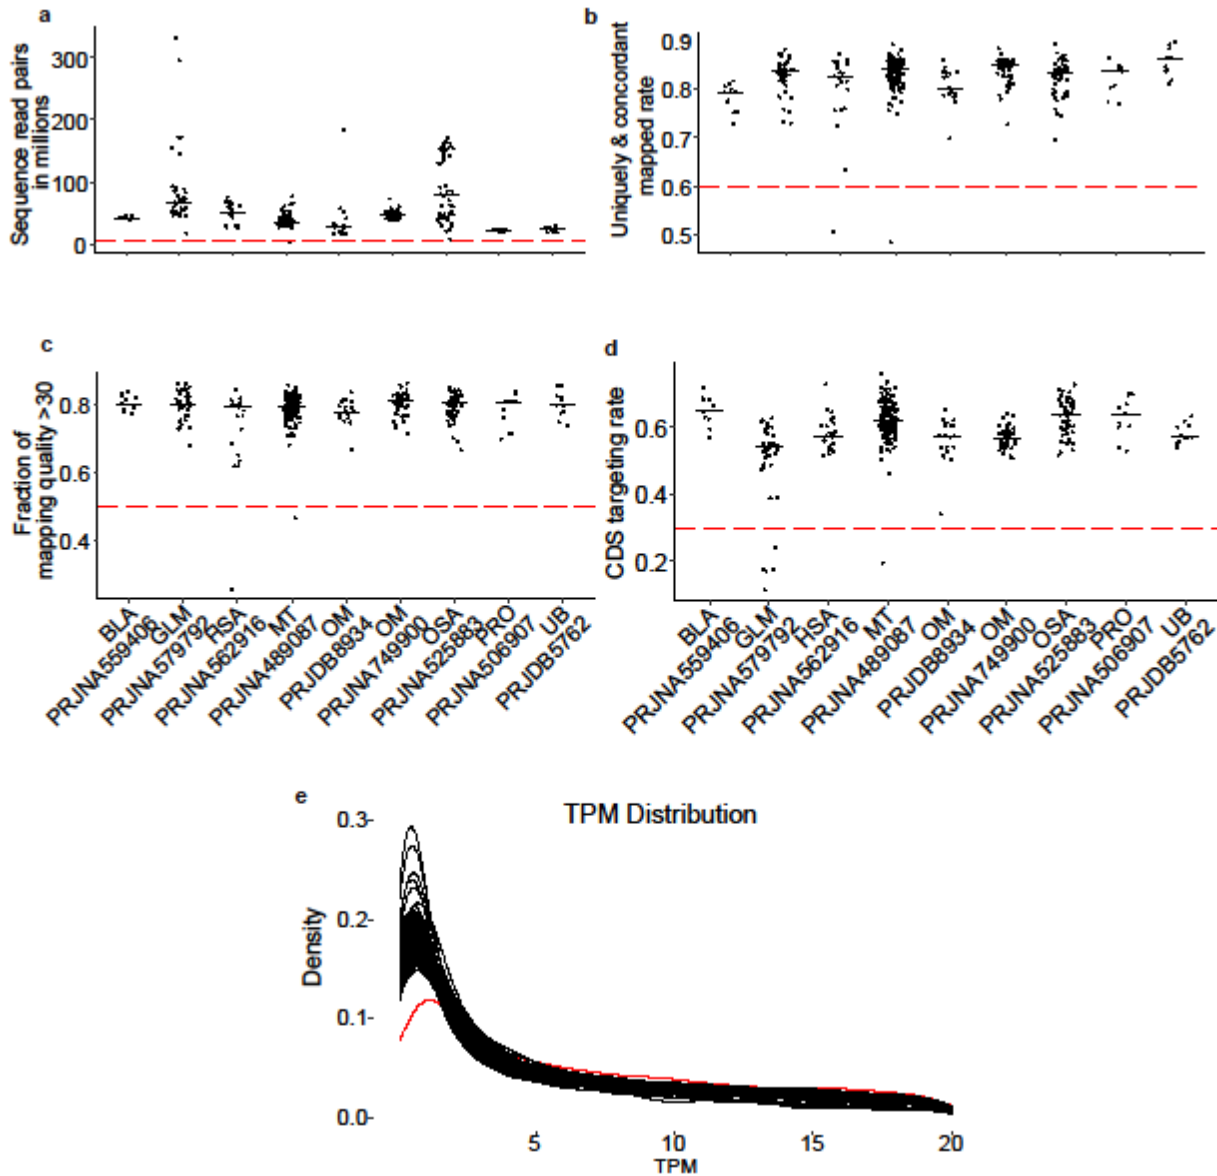 a
Sequence read pairs
in millions
300
200
100
0
b
Uniquely & concordant
mapped rate
0.9
0.8
0.7
0.6
0.5
c
Fraction of
mapping quality >30
0.8
0.6
0.4
BLA
PRJNA559406
GLM
PRJNA579792
HSA
PRJNA562916
MT
PRJNA489087
OM
PRJDB8934
OM
PRJNA749900
OSA
PRJNA525883
PRO
PRJNA506907
UB
PRJDB5762
d
CDS targeting rate
0.6
0.4
0.2
BLA
PRJNA559406
GLM
PRJNA579792
HSA
PRJNA562916
MT
PRJNA489087
OM
PRJDB8934
OM
PRJNA749900
OSA
PRJNA525883
PRO
PRJNA506907
UB
PRJDB5762
e
TPM Distribution
Density
0.3-
0.2-
0.1-
0.0-
5
10
15
20
TPM